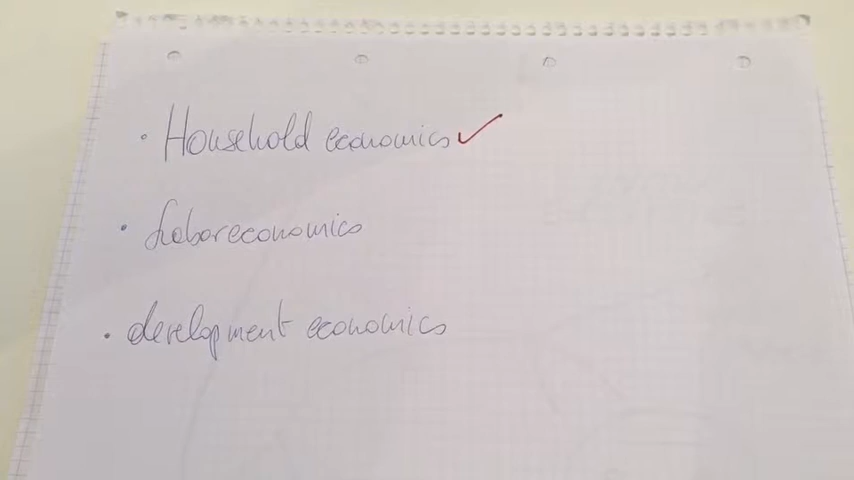 • Household economics ✓
• Laboreconomics
• development economics